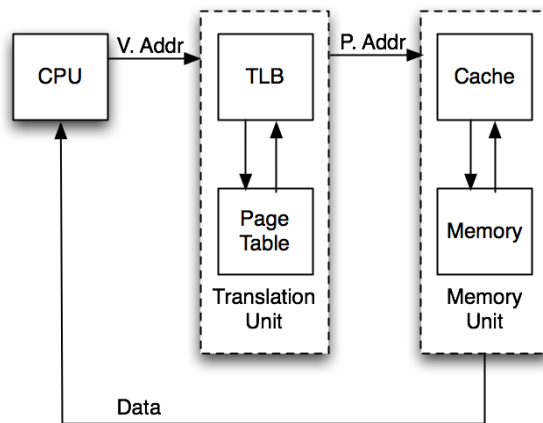 V. Addr
P. Addr
CPU
TLB
Cache
Page
Table
Memory
Translation
Unit
Memory
Unit
Data